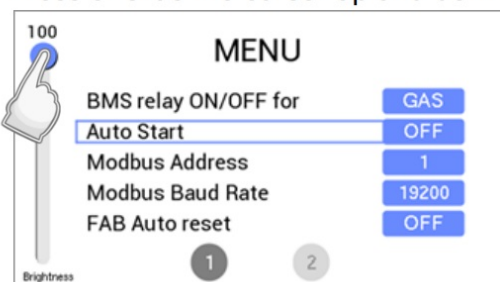 100
MENU
BMS relay ON/OFF for GAS
Auto Start OFF
Modbus Address 1
Modbus Baud Rate 19200
FAB Auto reset OFF
1 2
Brightness